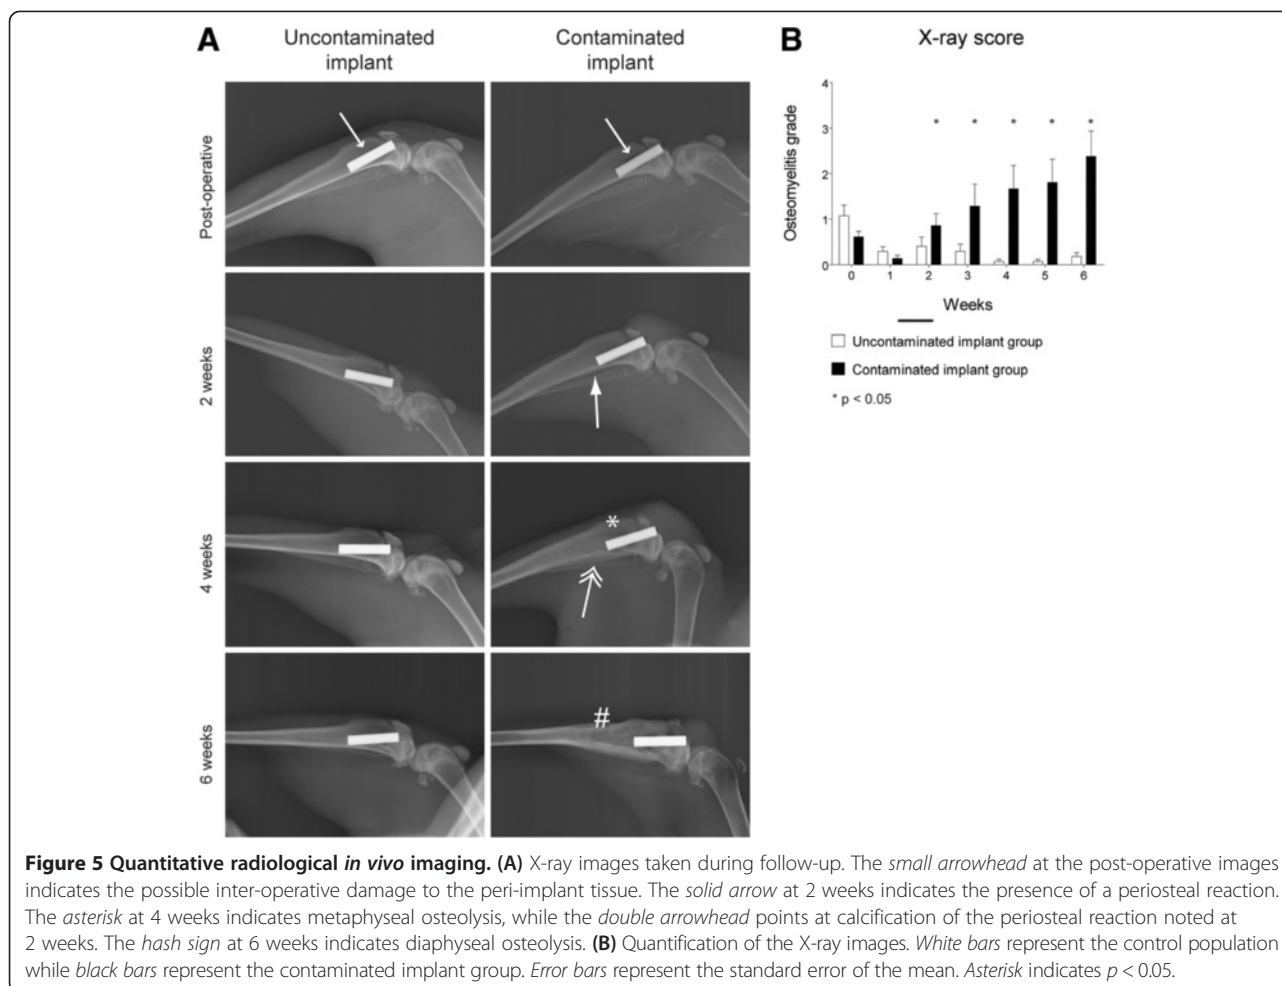 A
Uncontaminated
implant
Contaminated
implant
Post-operative
2 weeks
*
4 weeks
#
6 weeks
B
X-ray score
Osteomyelitis grade
4
3
2
1
0
* * * * *
0 1 2 3 4 5 6
Weeks
Uncontaminated implant group
Contaminated implant group
* p < 0.05
Figure 5 Quantitative radiological in vivo imaging. (A) X-ray images taken during follow-up. The small arrowhead at the post-operative images
indicates the possible inter-operative damage to the peri-implant tissue. The solid arrow at 2 weeks indicates the presence of a periosteal reaction.
The asterisk at 4 weeks indicates metaphyseal osteolysis, while the double arrowhead points at calcification of the periosteal reaction noted at
2 weeks. The hash sign at 6 weeks indicates diaphyseal osteolysis. (B) Quantification of the X-ray images. White bars represent the control population
while black bars represent the contaminated implant group. Error bars represent the standard error of the mean. Asterisk indicates p < 0.05.